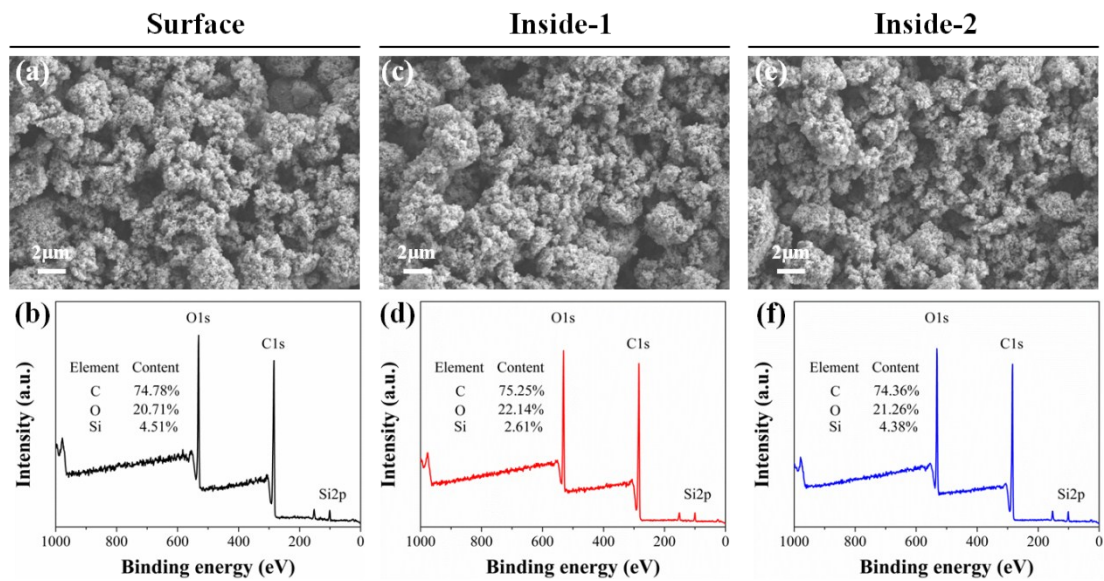 Surface Inside-1 Inside-2
(a) (c) (e)
2μm 2μm 2μm
(b)
O1s
C1s
Element Content
C 74.78%
O 20.71%
Si 4.51%
Si2p
Intensity (a.u.)
1000 800 600 400 200 0
Binding energy (eV)
(d)
O1s
C1s
Element Content
C 75.25%
O 22.14%
Si 2.61%
Si2p
Intensity (a.u.)
1000 800 600 400 200 0
Binding energy (eV)
(f)
O1s
C1s
Element Content
C 74.36%
O 21.26%
Si 4.38%
Si2p
Intensity (a.u.)
1000 800 600 400 200 0
Binding energy (eV)